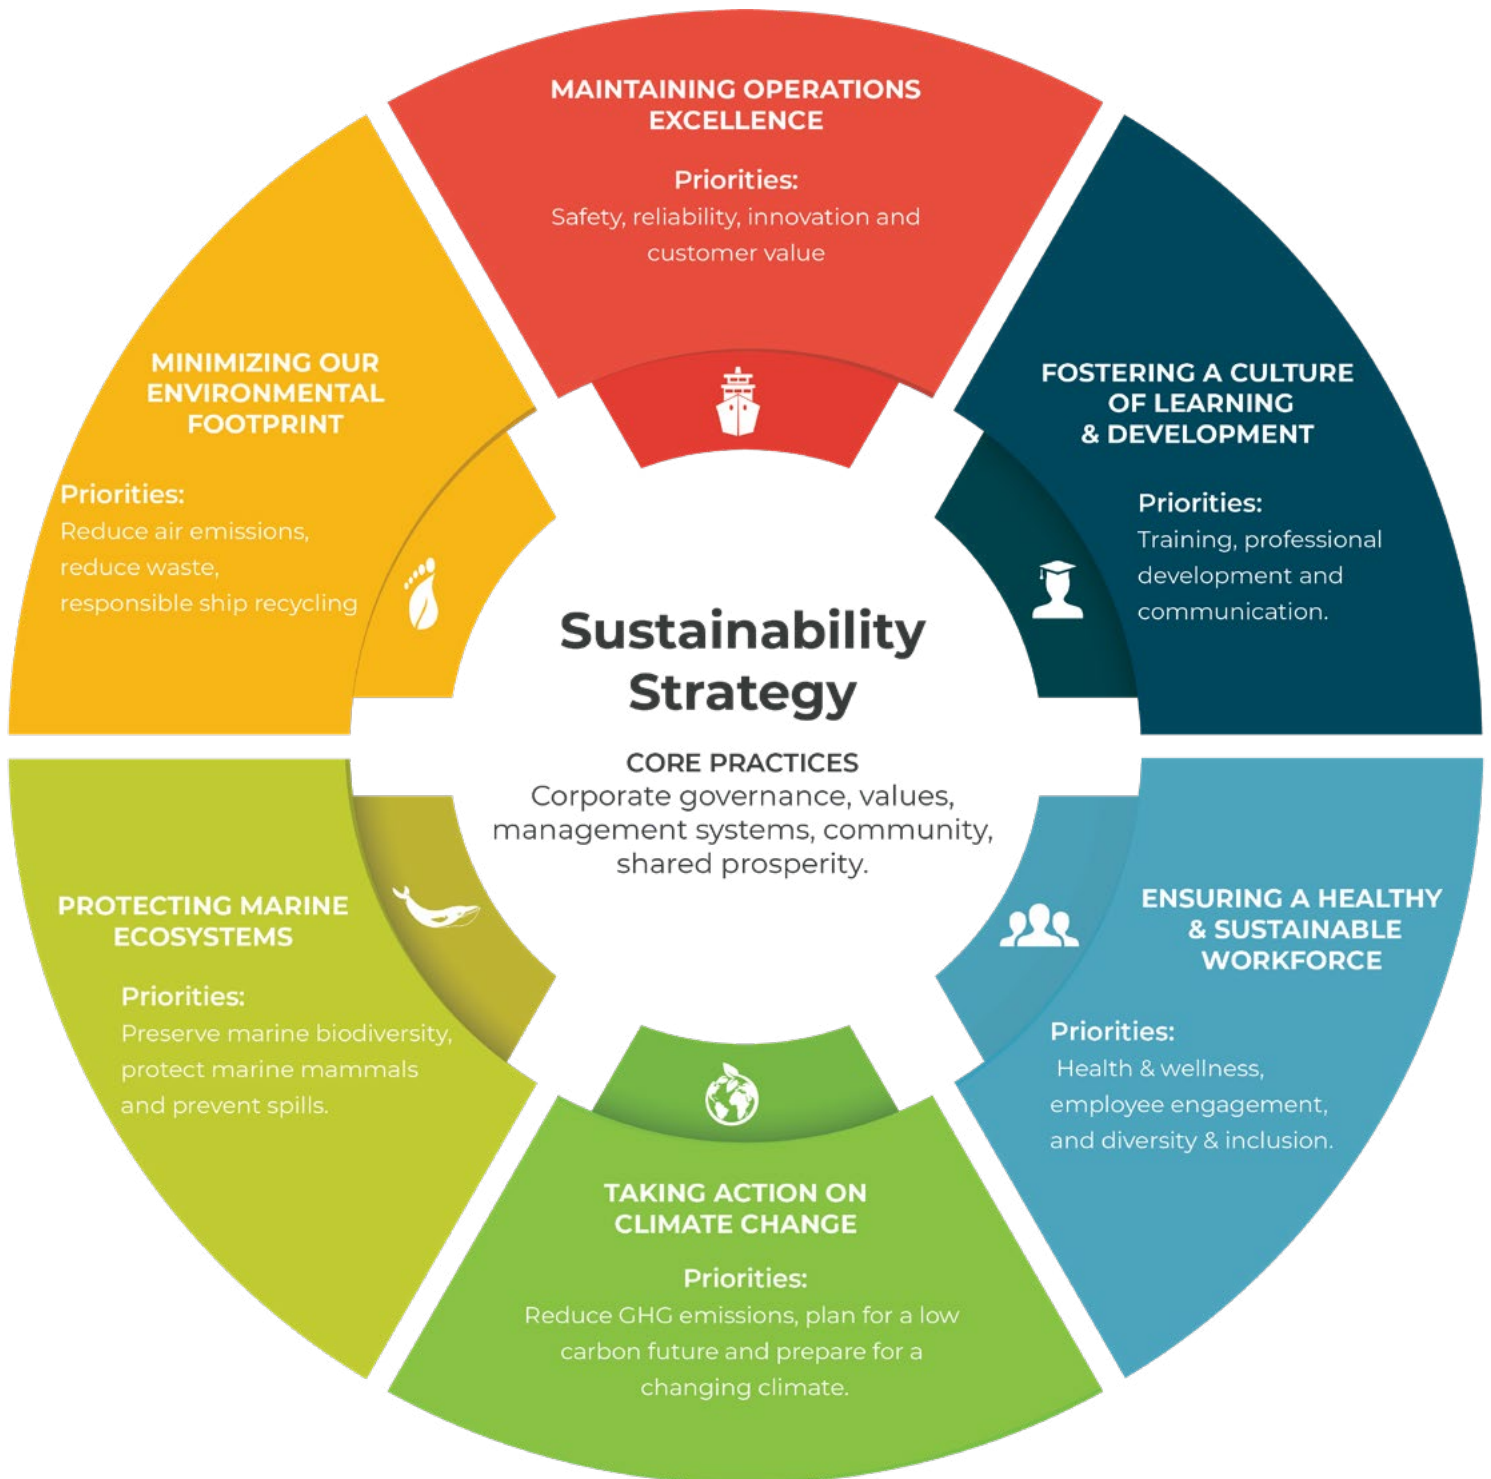 MAINTAINING OPERATIONS
EXCELLENCE
Priorities:
Safety, reliability, innovation and
customer value
FOSTERING A CULTURE
OF LEARNING
& DEVELOPMENT
Priorities:
Training, professional
development and
communication.
ENSURING A HEALTHY
& SUSTAINABLE
WORKFORCE
Priorities:
Health & wellness,
employee engagement,
and diversity & inclusion.
TAKING ACTION ON
CLIMATE CHANGE
Priorities:
Reduce GHG emissions, plan for a low
carbon future and prepare for a
changing climate.
PROTECTING MARINE
ECOSYSTEMS
Priorities:
Preserve marine biodiversity,
protect marine mammals
and prevent spills.
MINIMIZING OUR
ENVIRONMENTAL
FOOTPRINT
Priorities:
Reduce air emissions,
reduce waste,
responsible ship recycling
Sustainability
Strategy
CORE PRACTICES
Corporate governance, values,
management systems, community,
shared prosperity.